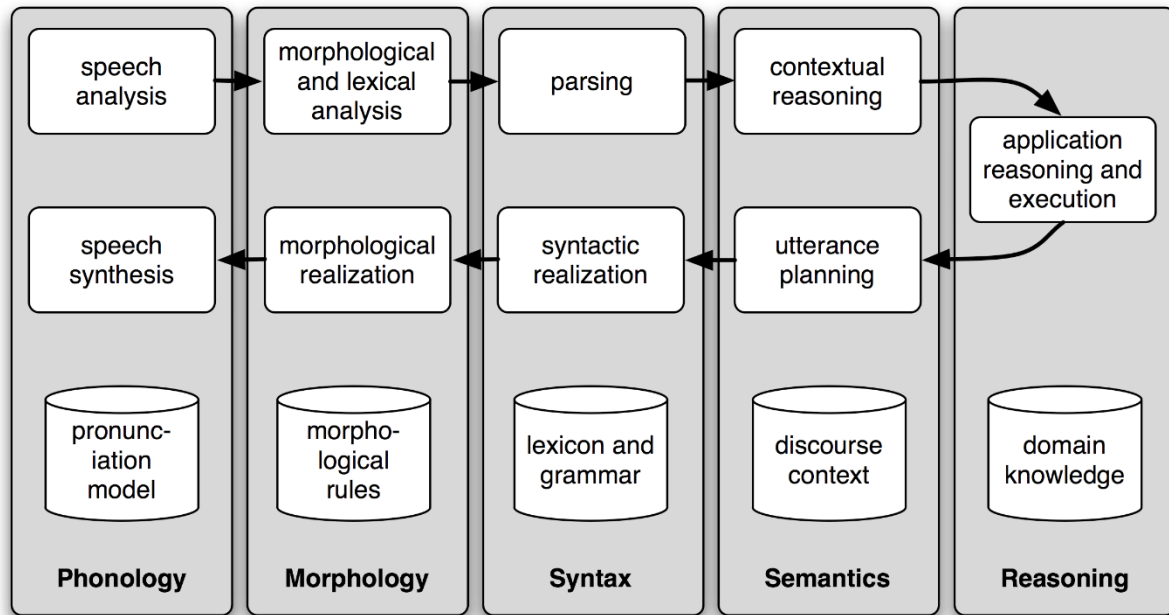 speech
analysis
morphological
and lexical
analysis
parsing
contextual
reasoning
application
reasoning and
execution
speech
synthesis
morphological
realization
syntactic
realization
utterance
planning
pronunc-
iation
model
morpho-
logical
rules
lexicon and
grammar
discourse
context
domain
knowledge
Phonology
Morphology
Syntax
Semantics
Reasoning